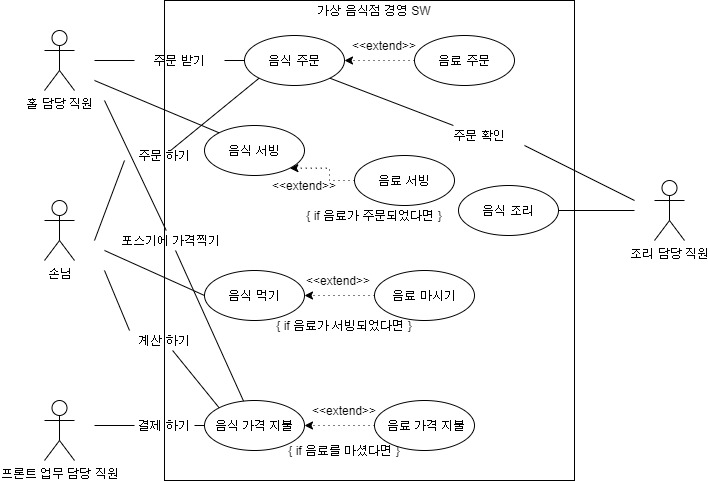 가상 음식점 경영 SW
<<extend>>
주문 받기
음식 주문
음료 주문
홀 담당 직원
주문 확인
주문 하기
음식 서빙
음료 서빙
<<extend>>
{ if 음료가 주문되었다면 }
음식 조리
포스기에 가격찍기
조리 담당 직원
손님
<<extend>>
음식 먹기
음료 마시기
{ if 음료가 서빙되었다면 }
계산 하기
<<extend>>
결제 하기
음식 가격 지불
음료 가격 지불
{ if 음료를 마셨다면 }
프론트 업무 담당 직원